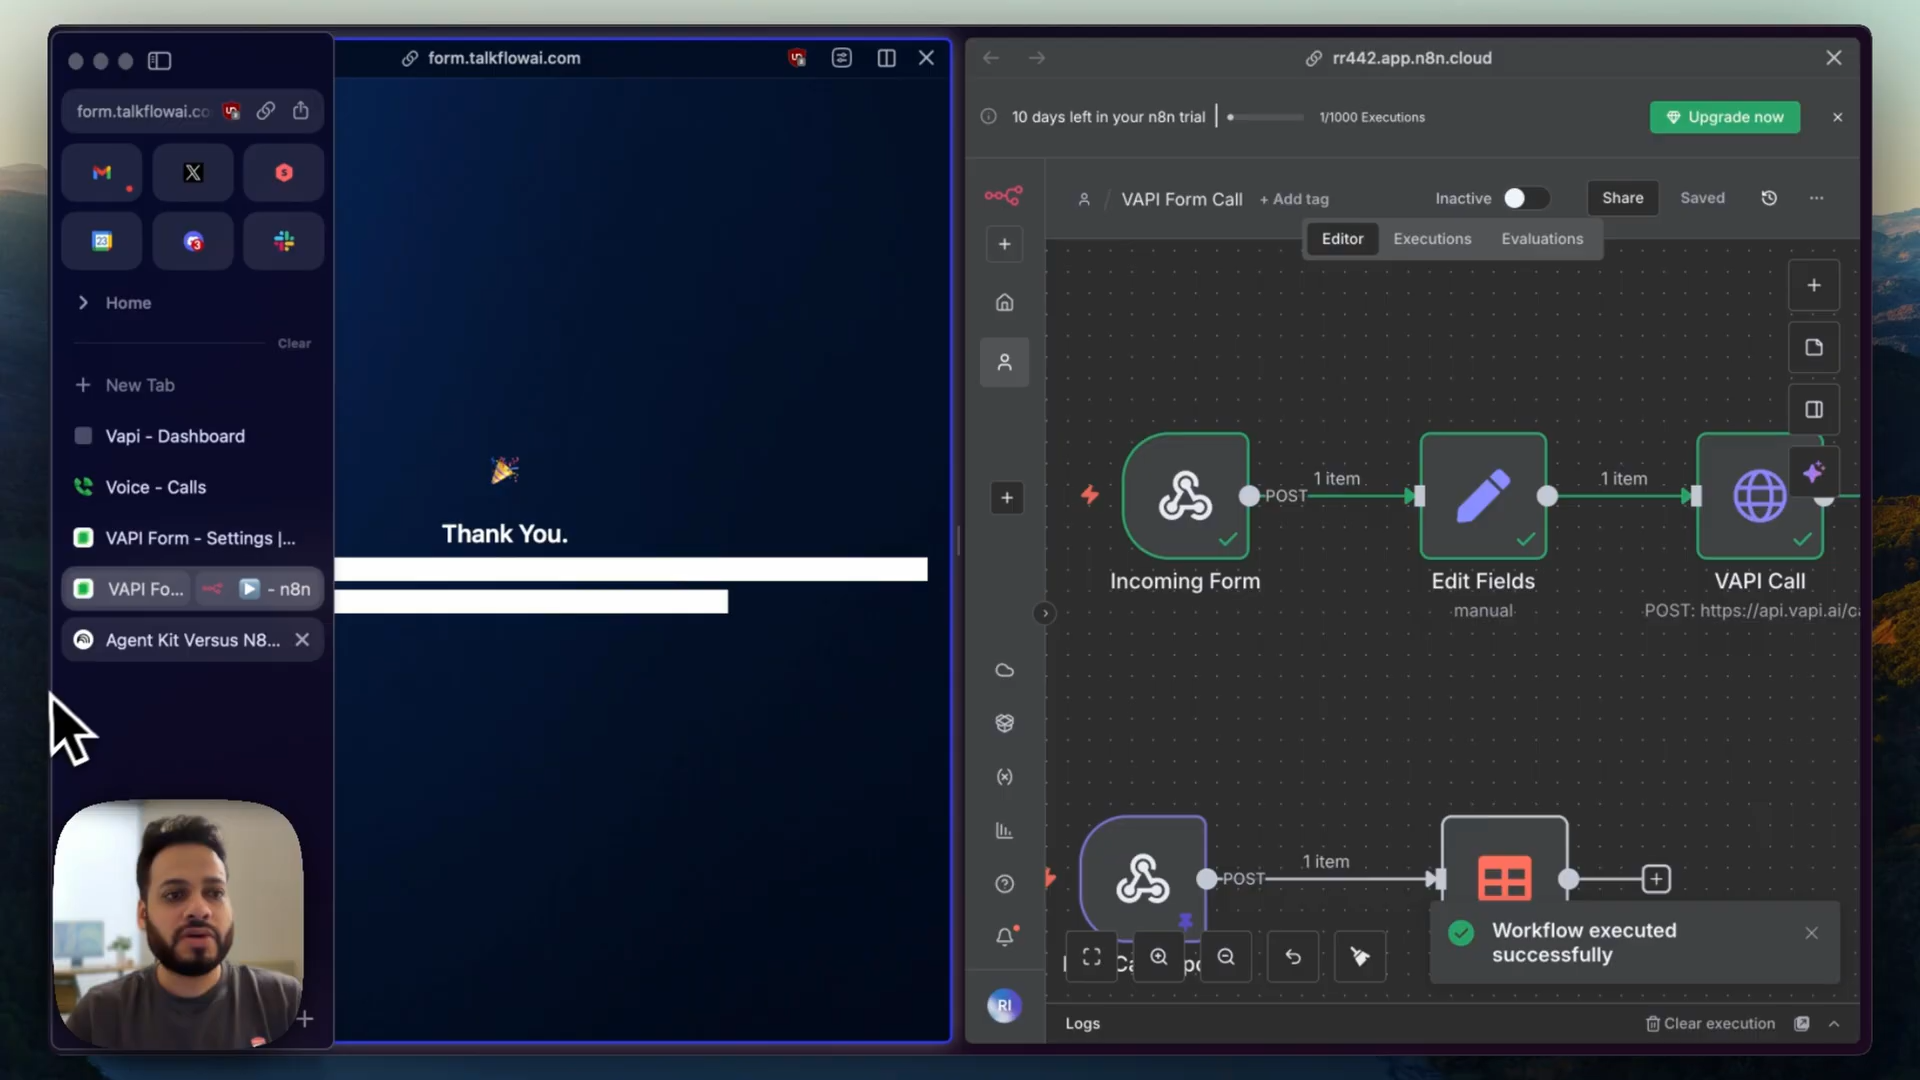 form.talkflowai.co
Home
Clear
New Tab
Vapi - Dashboard
Voice - Calls
VAPI Form - Settings |...
VAPI Fo... - n8n
Agent Kit Versus N8...
form.talkflowai.com
Thank You.
rr442.app.n8n.cloud
10 days left in your n8n trial
1/1000 Executions
Upgrade now
/ VAPI Form Call
+ Add tag
Inactive
Share
Saved
Editor
Executions
Evaluations
POST
1 item
1 item
Incoming Form
Edit Fields
manual
VAPI Call
POST: https://api.vapi.ai/ca
POST
1 item
Workflow executed
successfully
RI
Logs
Clear execution